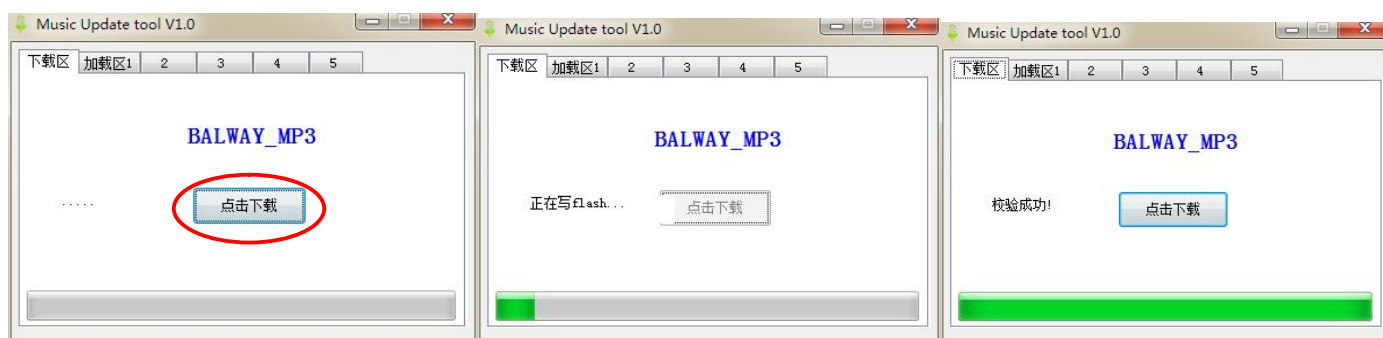 Music Update tool V1.0
下载区 加载区1 2 3 4 5
BALWAY_MP3
..... 点击下载
Music Update tool V1.0
下载区 加载区1 2 3 4 5
BALWAY_MP3
正在写flash... 点击下载
Music Update tool V1.0
下载区 加载区1 2 3 4 5
BALWAY_MP3
校验成功! 点击下载